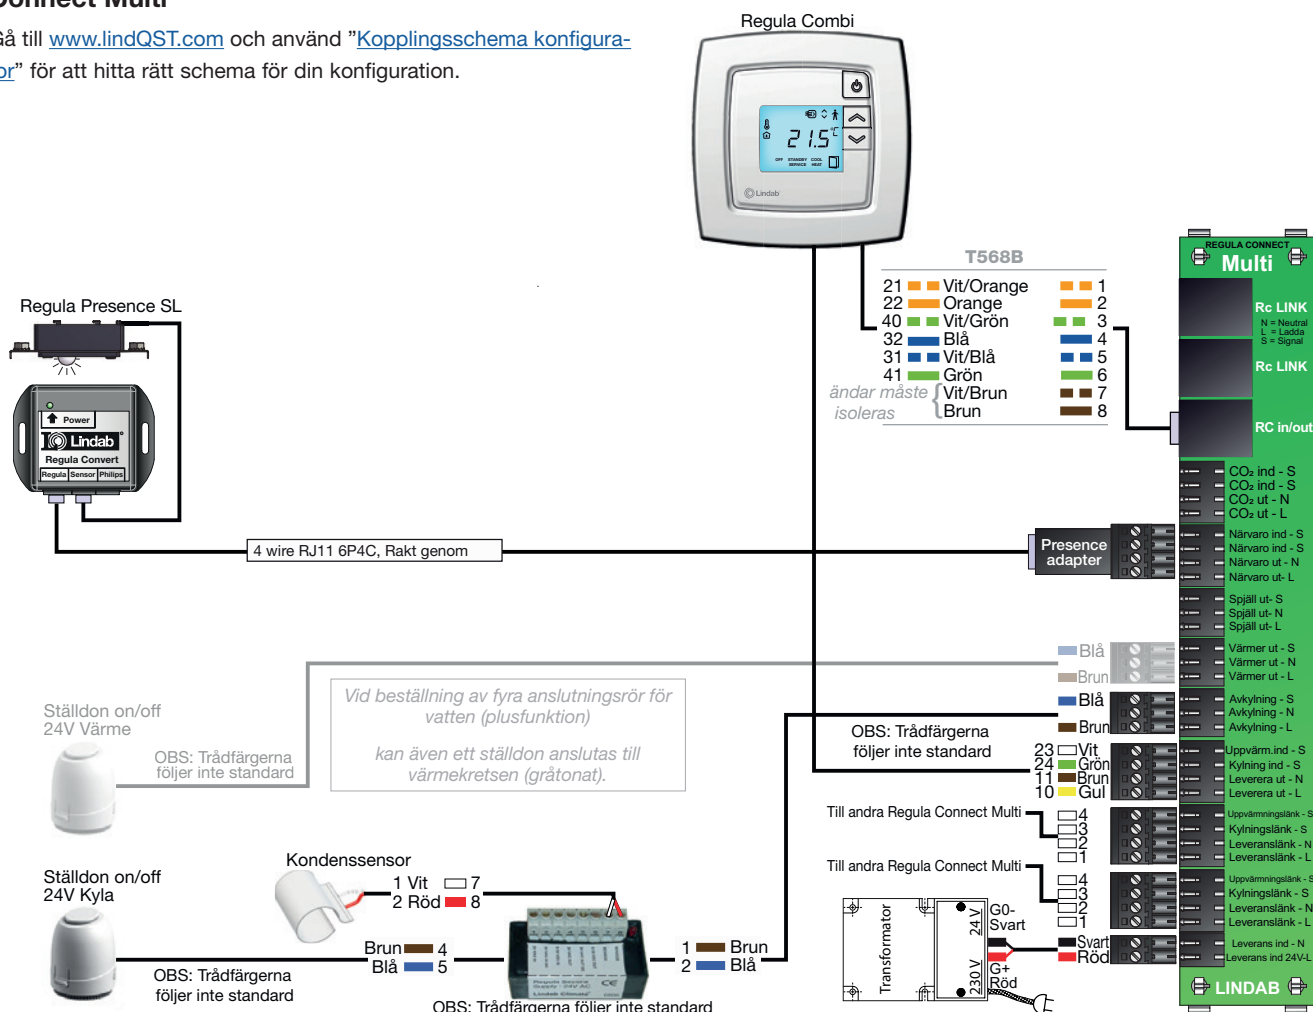 Connect Multi
Gå till www.lindQST.com och använd ”Kopplingsschema konfigura-
or” för att hitta rätt schema för din konfiguration.
Regula Combi
21.5°C
OFF STANDBY COOL
SERVICE HEAT
Lindab
T568B
21 Vit/Orange 1
22 Orange 2
40 Vit/Grön 3
32 Blå 4
31 Vit/Blå 5
41 Grön 6
Vit/Brun 7
Brun 8
ändar måste
isoleras
Regula Presence SL
Power
Lindab
Regula Convert
Regula Sensor Philips
4 wire RJ11 6P4C, Rakt genom
Presence
adapter
REGULA CONNECT
Multi
Rc LINK
N = Neutral
L = Ladda
S = Signal
Rc LINK
RC in/out
CO₂ ind - S
CO₂ ind - S
CO₂ ut - N
CO₂ ut - L
Närvaro ind - S
Närvaro ind - S
Närvaro ut - N
Närvaro ut- L
Spjäll ut- S
Spjäll ut- N
Spjäll ut- L
Värmer ut - S
Värmer ut - N
Värmer ut - L
Avkylning - S
Avkylning - N
Avkylning - L
Uppvärm.ind - S
Kylning ind - S
Leverera ut - N
Leverera ut - L
Uppvärmningslänk - S
Kylningslänk - S
Leveranslänk - N
Leveranslänk - L
Uppvärmningslänk - S
Kylningslänk - S
Leveranslänk - N
Leveranslänk - L
Leverans ind - N
Leverans ind 24V-L
LINDAB
Blå
Brun
Blå
Brun
OBS: Trådfärgerna
följer inte standard
23 Vit
24 Grön
11 Brun
10 Gul
Till andra Regula Connect Multi
4
3
2
1
Till andra Regula Connect Multi
4
3
2
1
Transformator
24 V
230 V
G0-
Svart
G+
Röd
Svart
Röd
Ställdon on/off
24V Värme
OBS: Trådfärgerna
följer inte standard
Vid beställning av fyra anslutningsrör för
vatten (plusfunktion)
kan även ett ställdon anslutas till
värmekretsen (gråtonat).
Ställdon on/off
24V Kyla
OBS: Trådfärgerna
följer inte standard
Kondenssensor
1 Vit 7
2 Röd 8
Brun 4
Blå 5
1 Brun
2 Blå
Regula Secura
Supply - 24V AC
Lindab Climate
CE
OBS: Trådfärgerna följer inte standard